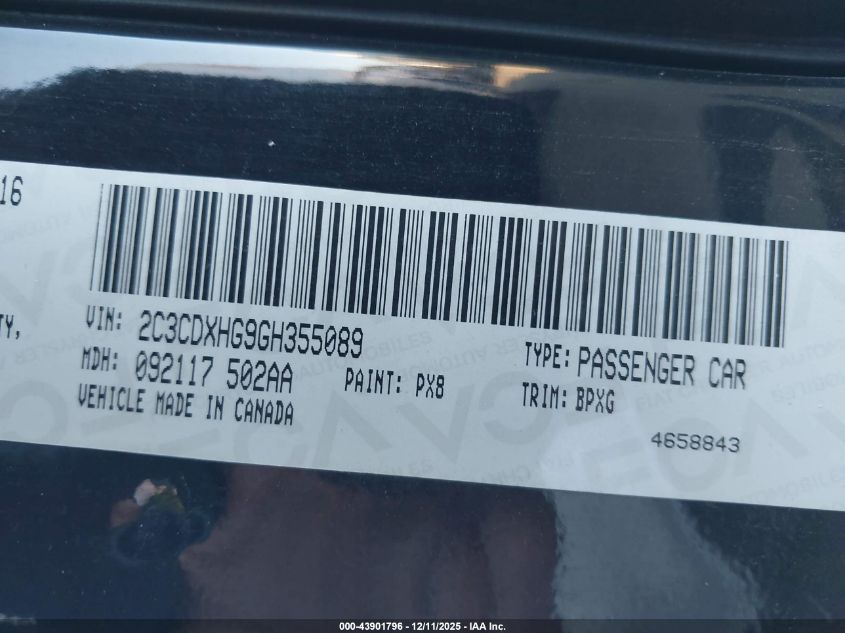 16
VIN: 2C3CDXHG9GH355089
TYPE: PASSENGER CAR
TY,
MDH: 092117 502AA
PAINT: PX8
TRIM: BPXG
VEHICLE MADE IN CANADA
4658843
000-43901796 - 12/11/2025 - IAA Inc.